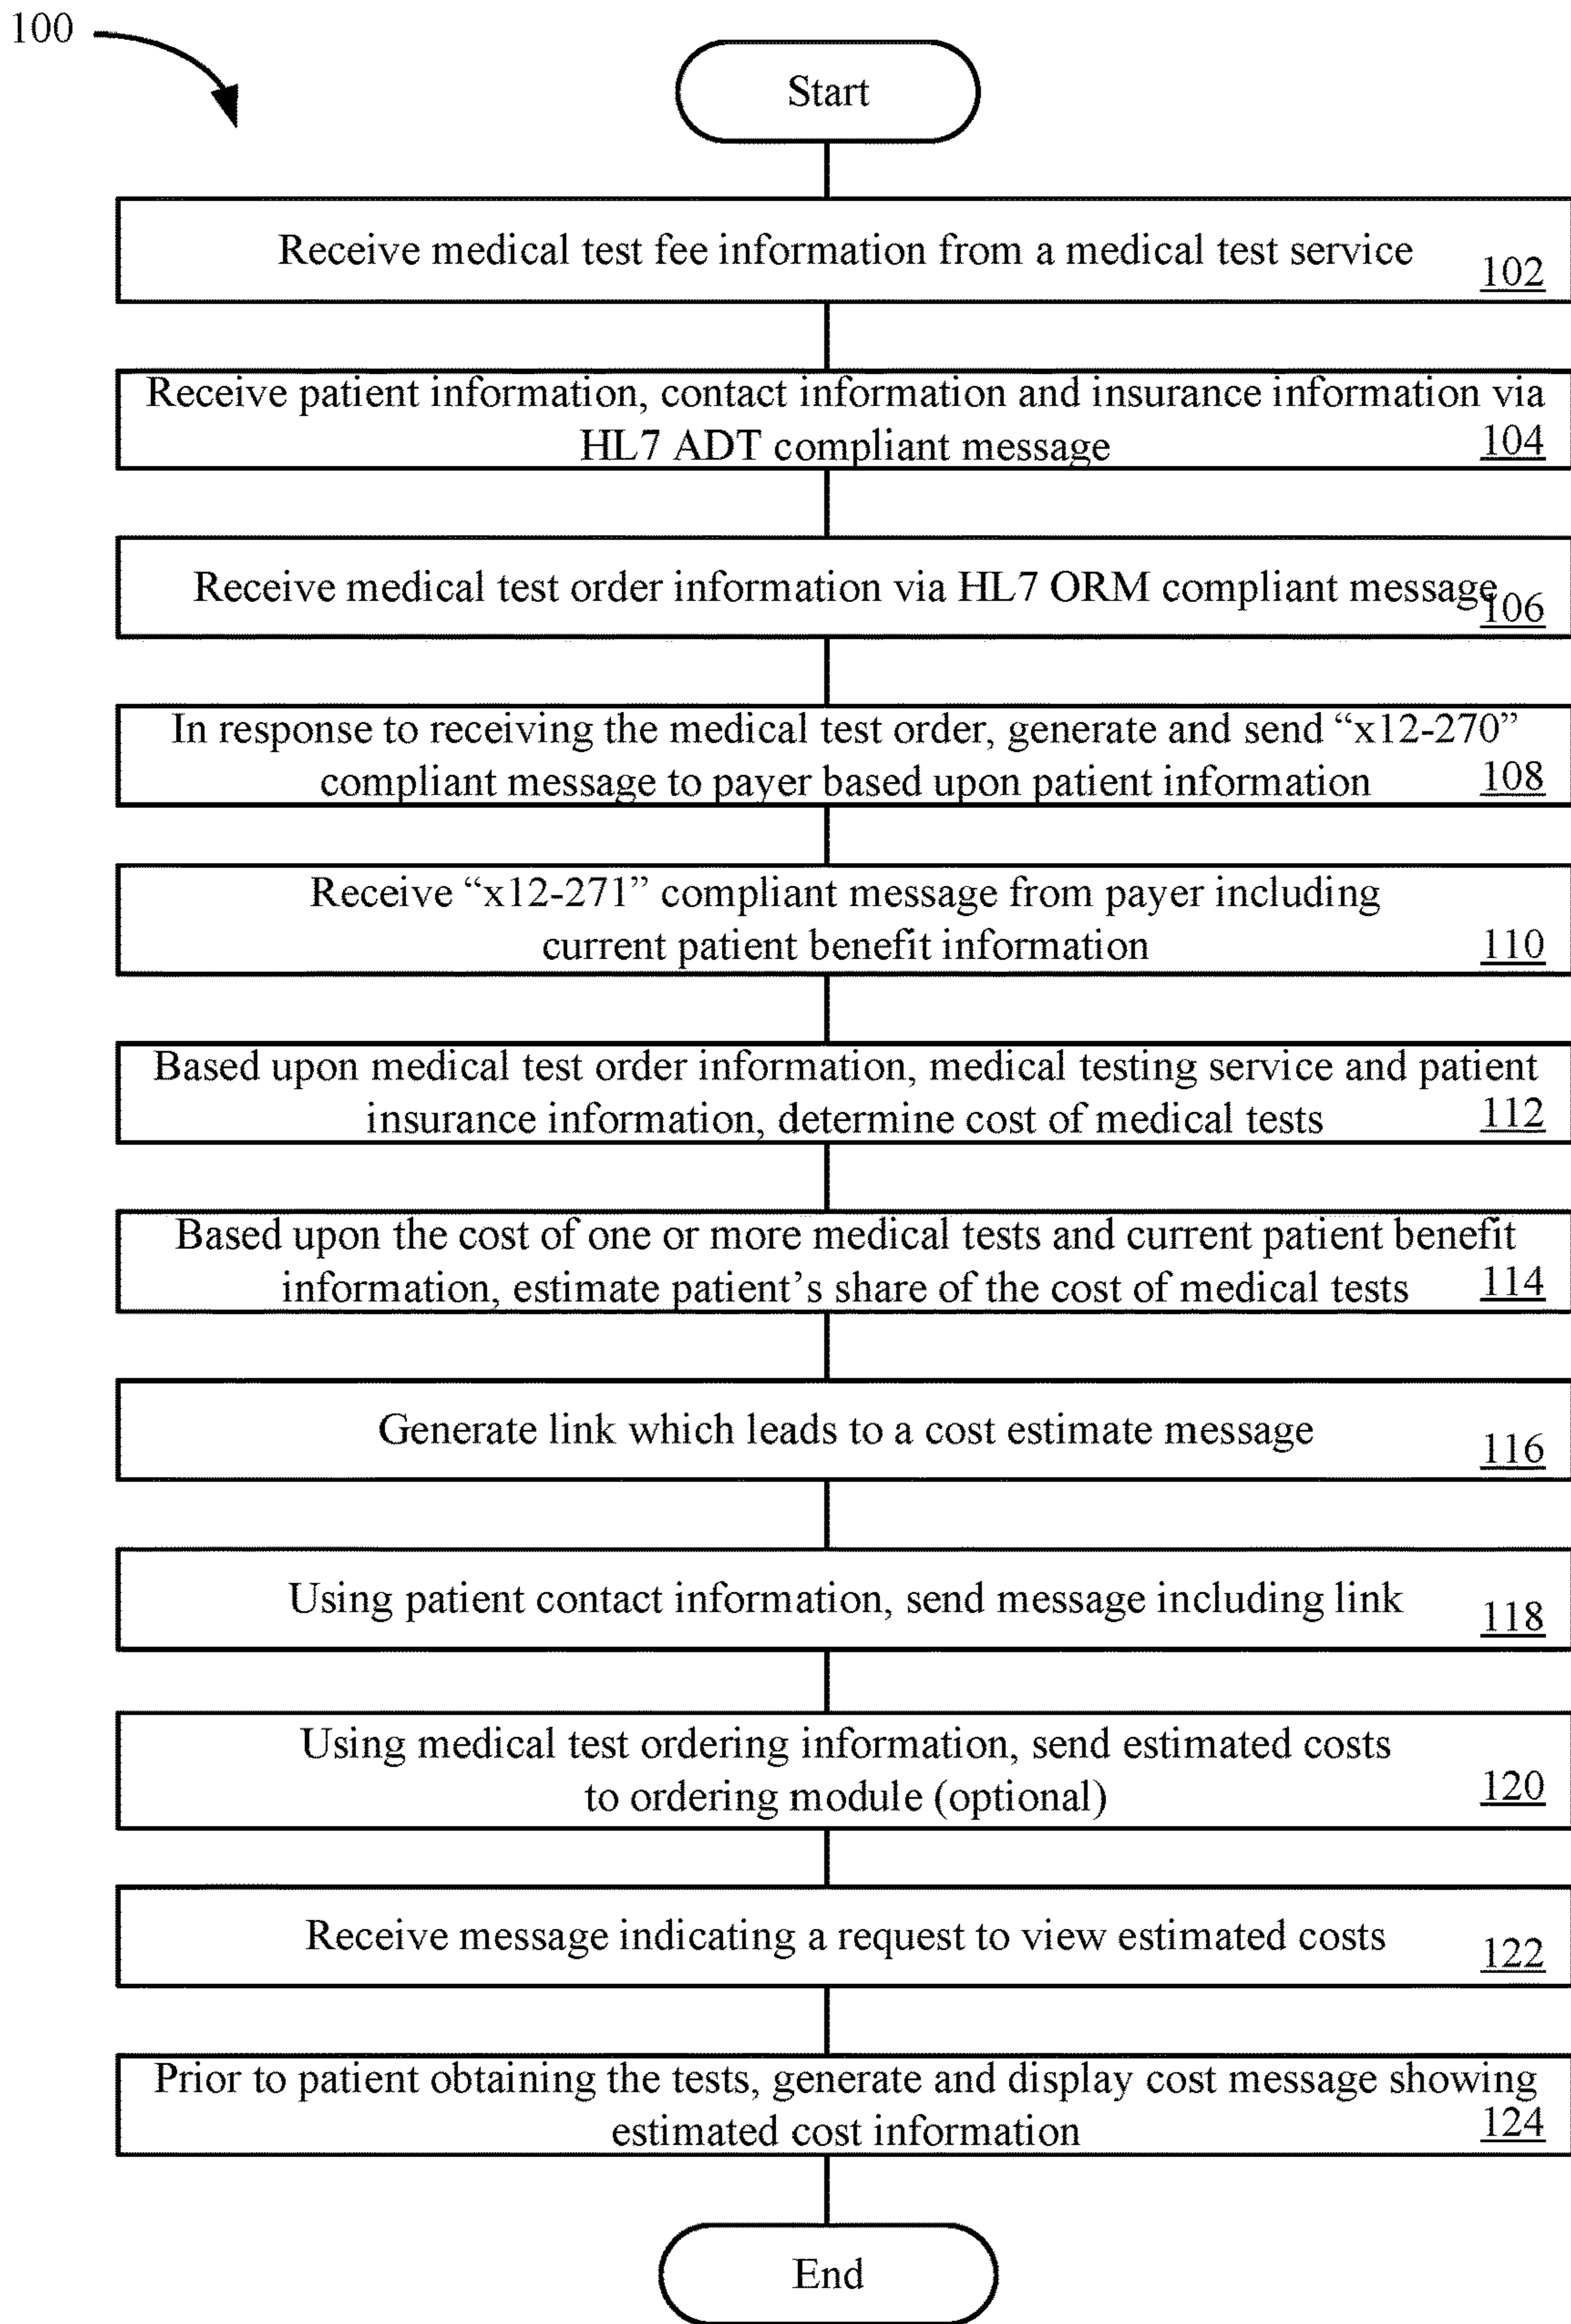 100
Start
Receive medical test fee information from a medical test service
102
Receive patient information, contact information and insurance information via
HL7 ADT compliant message
104
Receive medical test order information via HL7 ORM compliant message
106
In response to receiving the medical test order, generate and send “x12-270”
compliant message to payer based upon patient information
108
Receive “x12-271” compliant message from payer including
current patient benefit information
110
Based upon medical test order information, medical testing service and patient
insurance information, determine cost of medical tests
112
Based upon the cost of one or more medical tests and current patient benefit
information, estimate patient’s share of the cost of medical tests
114
Generate link which leads to a cost estimate message
116
Using patient contact information, send message including link
118
Using medical test ordering information, send estimated costs
to ordering module (optional)
120
Receive message indicating a request to view estimated costs
122
Prior to patient obtaining the tests, generate and display cost message showing
estimated cost information
124
End